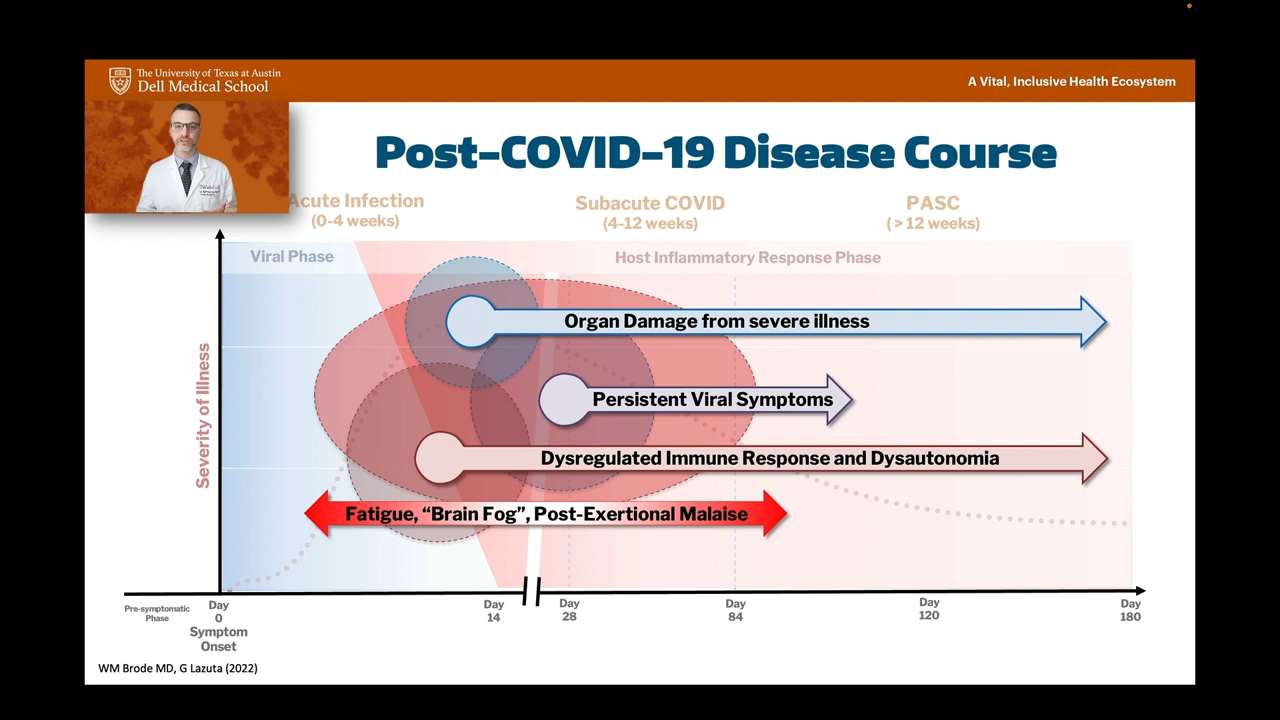 The University of Texas at Austin
Dell Medical School
A Vital, Inclusive Health Ecosystem
Post-COVID-19 Disease Course
Acute Infection
(0-4 weeks)
Subacute COVID
(4-12 weeks)
PASC
( > 12 weeks)
Viral Phase
Host Inflammatory Response Phase
Severity of Illness
Organ Damage from severe illness
Persistent Viral Symptoms
Dysregulated Immune Response and Dysautonomia
Fatigue, “Brain Fog”, Post-Exertional Malaise
Pre-symptomatic
Phase
Day
0
Symptom
Onset
Day
14
Day
28
Day
84
Day
120
Day
180
WM Brode MD, G Lazuta (2022)